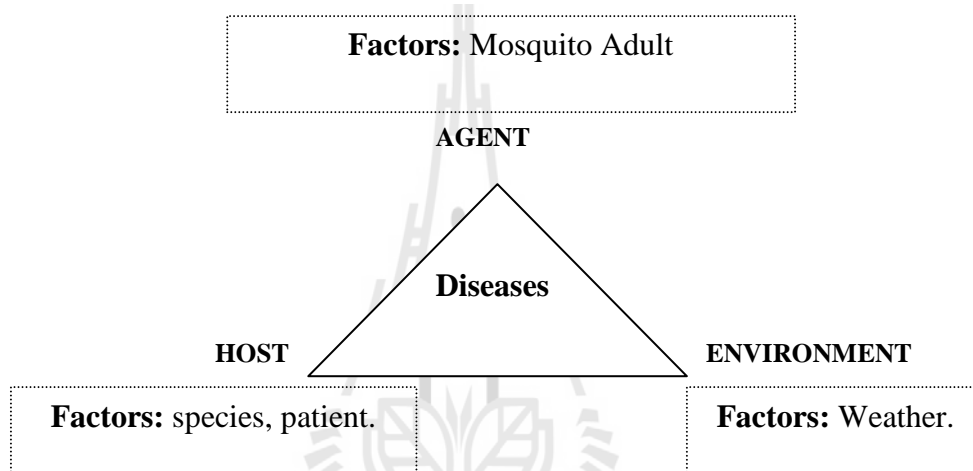 Factors: Mosquito Adult
AGENT
Diseases
HOST
ENVIRONMENT
Factors: species, patient.
Factors: Weather.